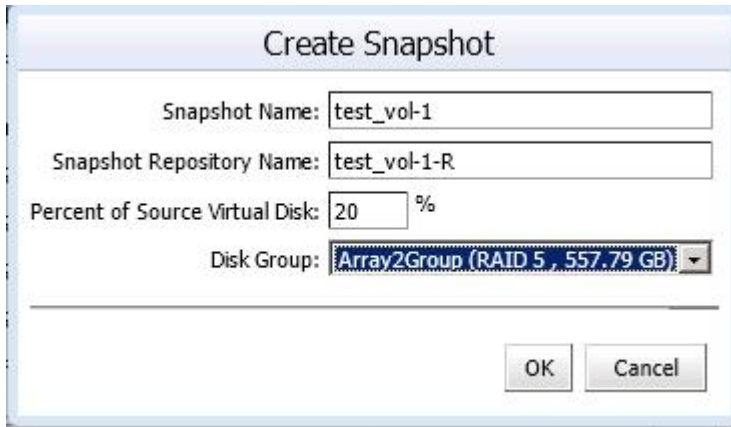 Create Snapshot
Snapshot Name: test_vol-1
Snapshot Repository Name: test_vol-1-R
Percent of Source Virtual Disk: 20 %
Disk Group: Array2Group (RAID 5 , 557.79 GB)
OK Cancel